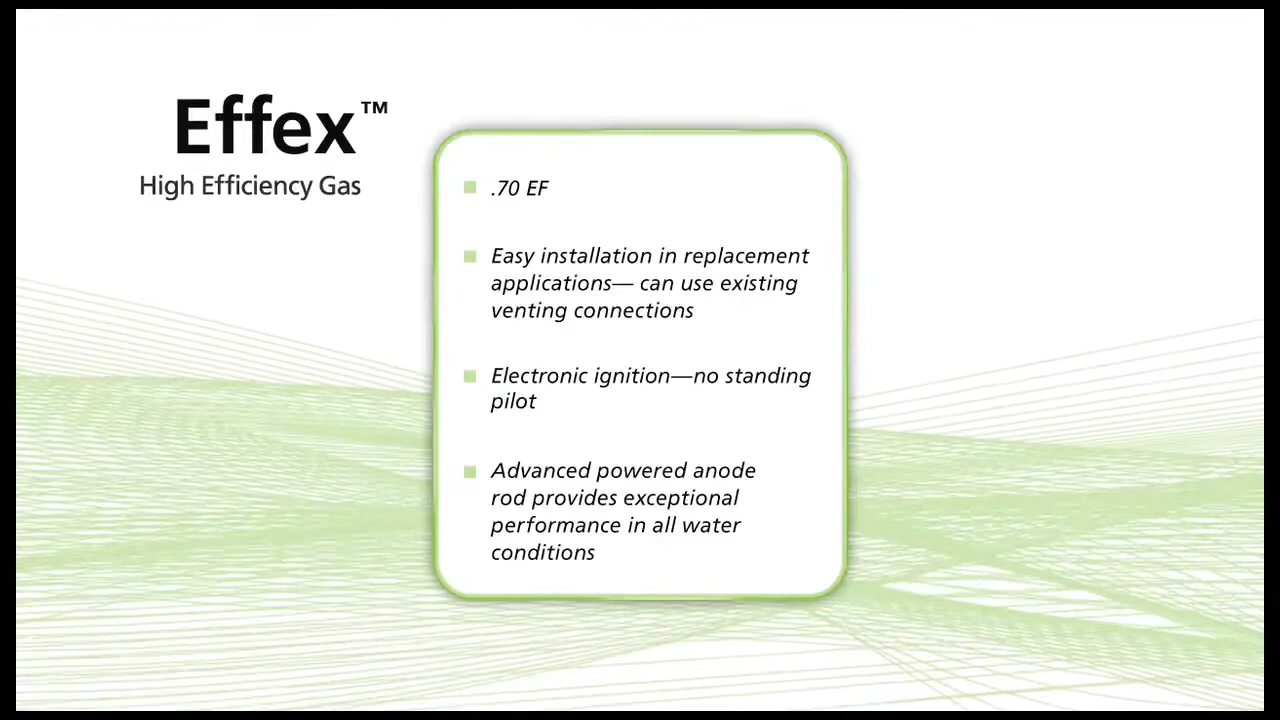 Effex™
High Efficiency Gas
.70 EF
Easy installation in replacement
applications— can use existing
venting connections
Electronic ignition—no standing
pilot
Advanced powered anode
rod provides exceptional
performance in all water
conditions